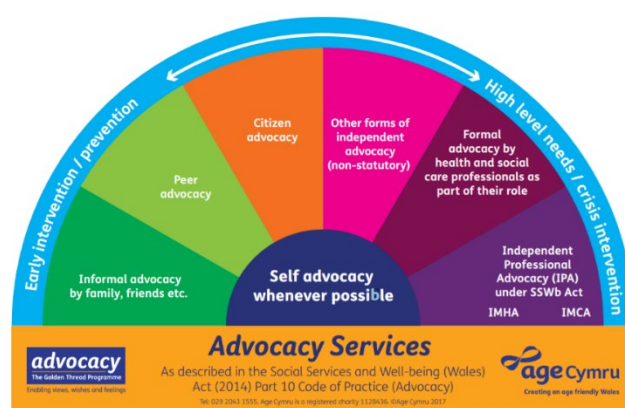 Early intervention / prevention
High level needs / crisis intervention
Informal advocacy
by family, friends etc.
Peer
advocacy
Citizen
advocacy
Other forms of
independent
advocacy
(non-statutory)
Formal
advocacy by
health and social
care professionals as
part of their role
Independent
Professional
Advocacy (IPA)
under SSWb Act
IMHA IMCA
Self advocacy
whenever possible
advocacy
The Golden Thread Programme
Enabling views, wishes and feelings
Advocacy Services
As described in the Social Services and Well-being (Wales)
Act (2014) Part 10 Code of Practice (Advocacy)
Tel: 029 2043 1555. Age Cymru is a registered charity 1128436. ©Age Cymru 2017
age Cymru
Creating an age friendly Wales